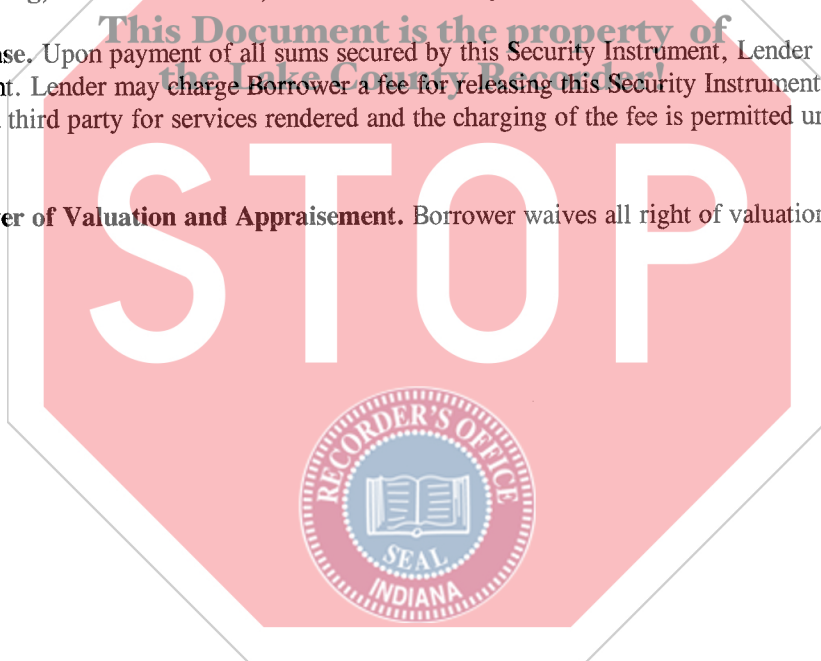 This Document is the property of
se. Upon payment of all sums secured by this Security Instrument, Lender
the Lake County Recorder!
t. Lender may charge Borrower a fee for releasing this Security Instrument
third party for services rendered and the charging of the fee is permitted u
er of Valuation and Appraisement. Borrower waives all right of valuation
STOP
RECORDER'S OFFICE
SEAL
INDIANA